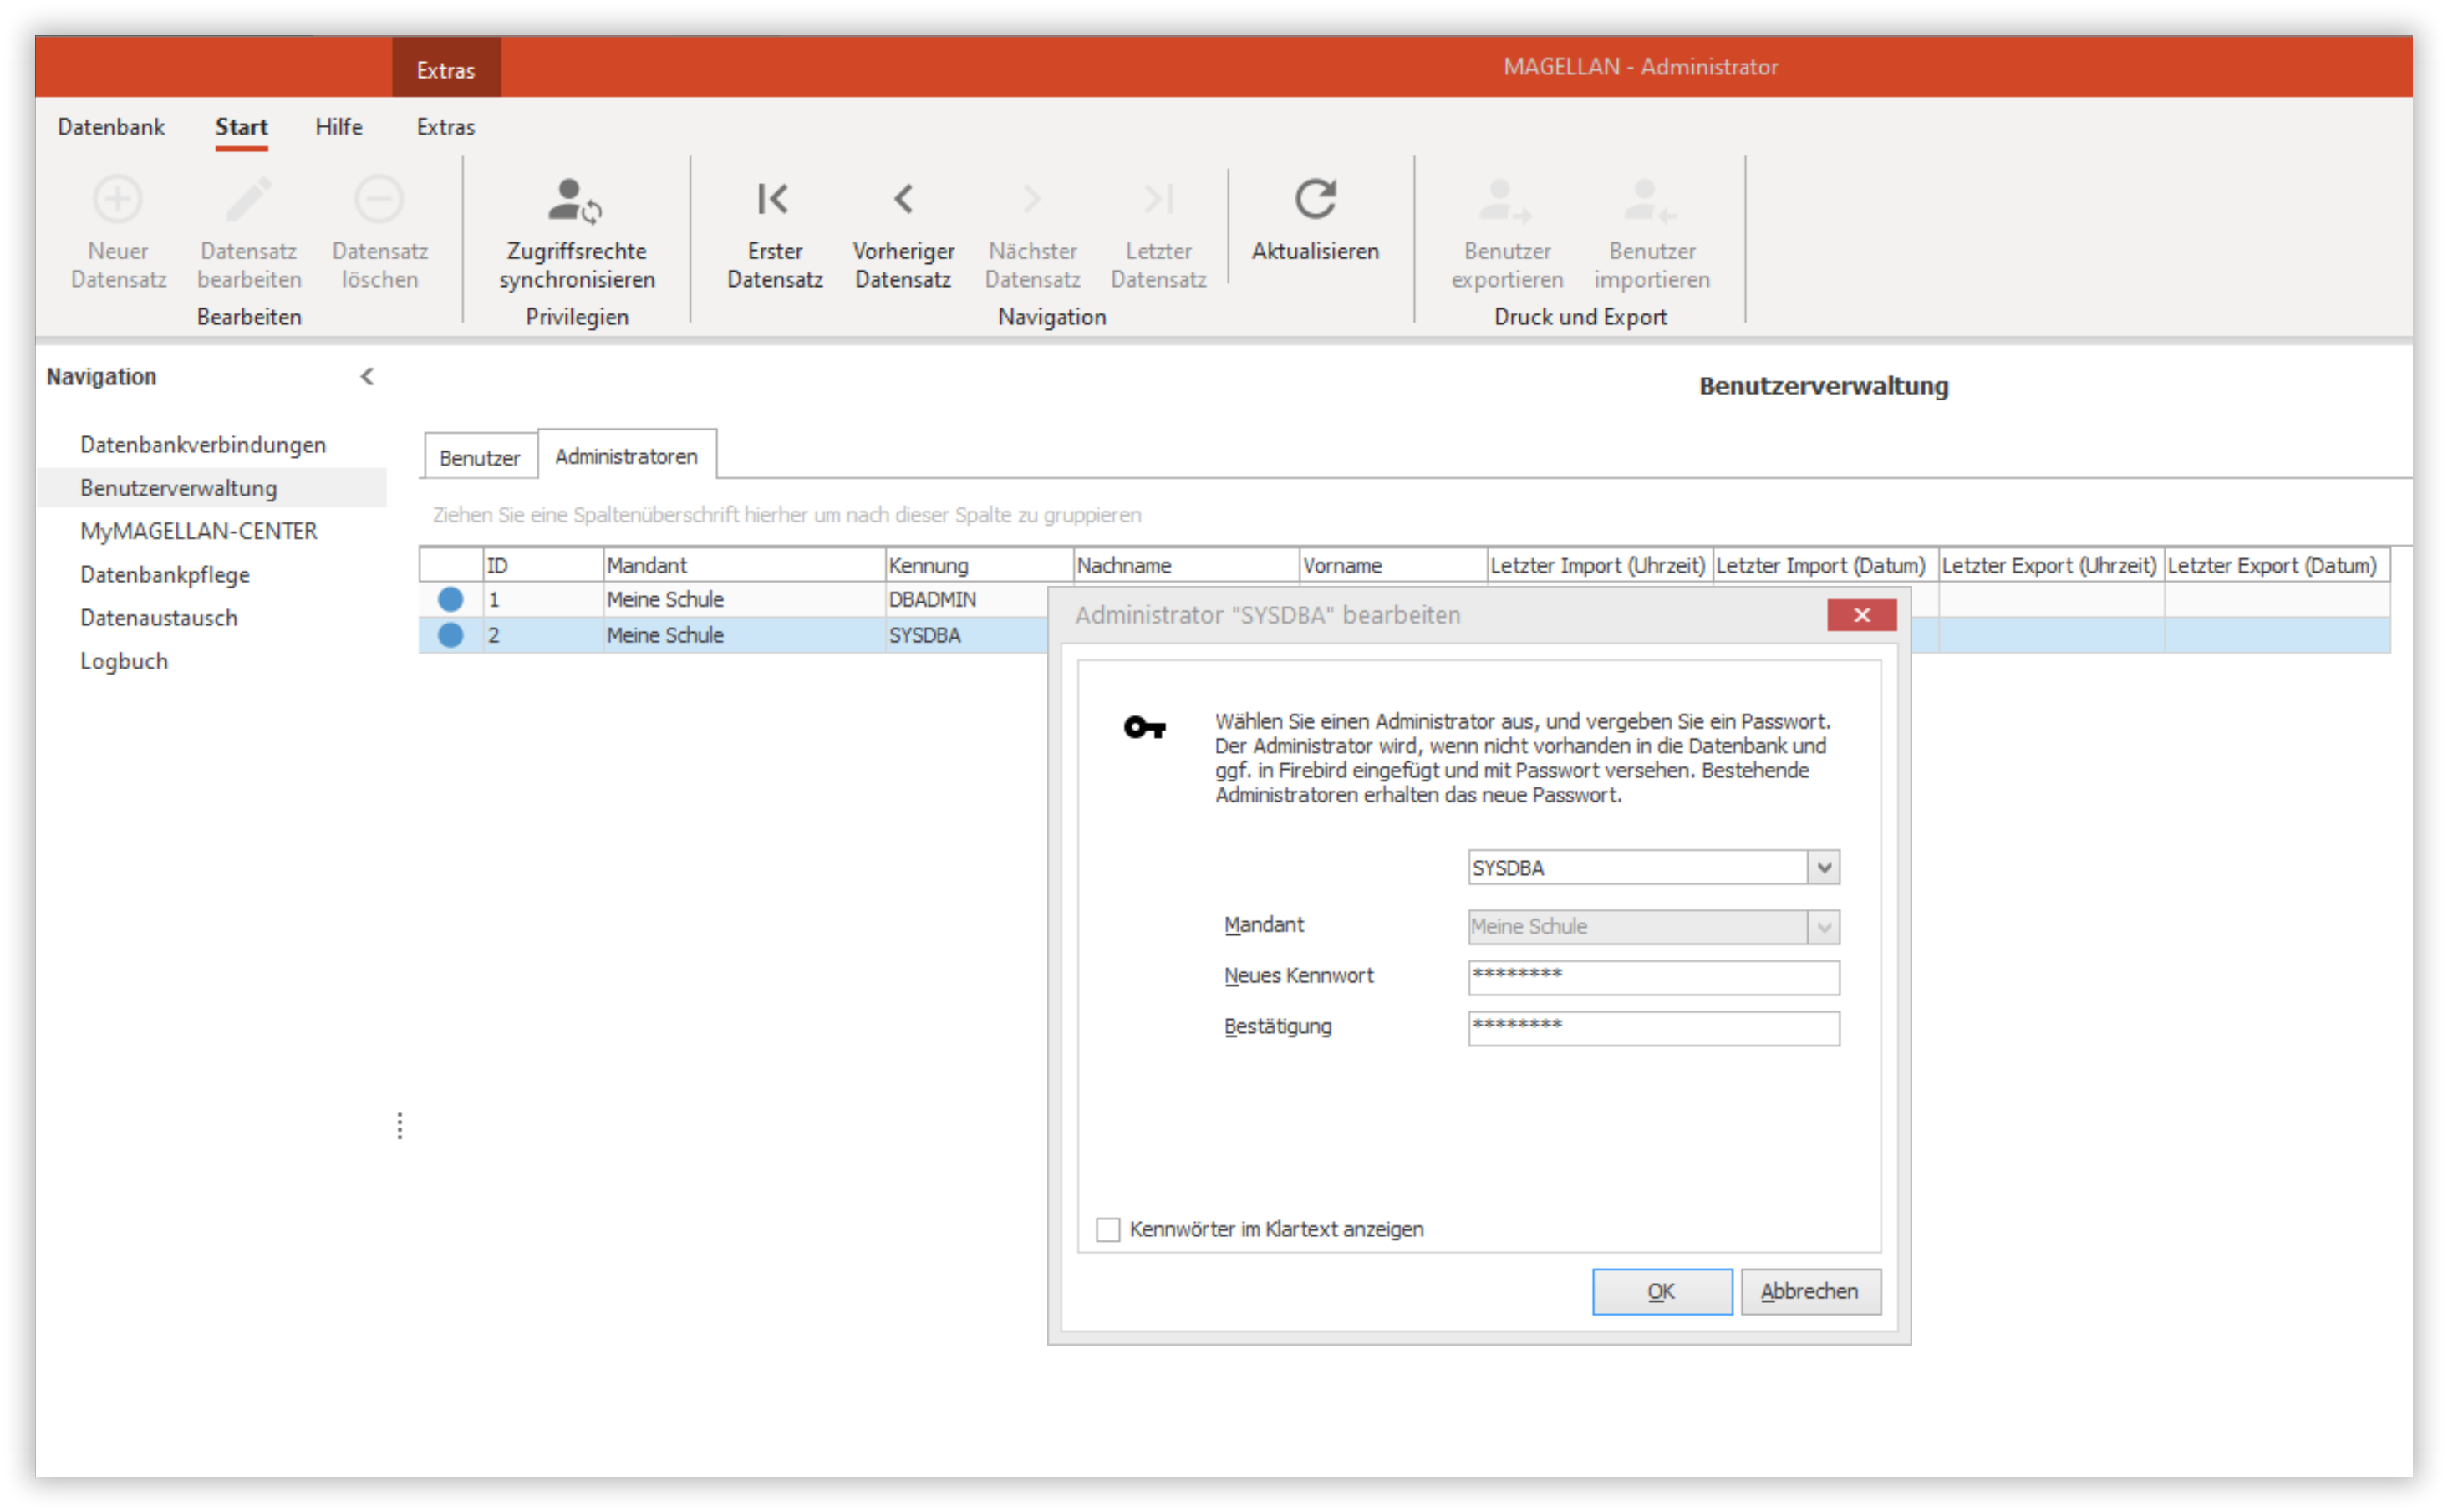 Extras
MAGELLAN - Administrator
Datenbank Start Hilfe Extras
Neuer Datensatz
Datensatz bearbeiten
Datensatz löschen
Bearbeiten
Zugriffsrechte synchronisieren
Privilegien
Erster Datensatz
Vorheriger Datensatz
Nächster Datensatz
Letzter Datensatz
Aktualisieren
Navigation
Benutzer exportieren
Benutzer importieren
Druck und Export
Navigation
Datenbankverbindungen
Benutzerverwaltung
MyMAGELLAN-CENTER
Datenbankpflege
Datenaustausch
Logbuch
Benutzerverwaltung
Benutzer Administratoren
Ziehen Sie eine Spaltenüberschrift hierher um nach dieser Spalte zu gruppieren
ID Mandant Kennung Nachname Vorname Letzter Import (Uhrzeit) Letzter Import (Datum) Letzter Export (Uhrzeit) Letzter Export (Datum)
1 Meine Schule DBADMIN
2 Meine Schule SYSDBA
Administrator "SYSDBA" bearbeiten
Wählen Sie einen Administrator aus, und vergeben Sie ein Passwort.
Der Administrator wird, wenn nicht vorhanden in die Datenbank und
ggf. in Firebird eingefügt und mit Passwort versehen. Bestehende
Administratoren erhalten das neue Passwort.
SYSDBA
Mandant Meine Schule
Neues Kennwort ********
Bestätigung ********
Kennwörter im Klartext anzeigen
OK Abbrechen